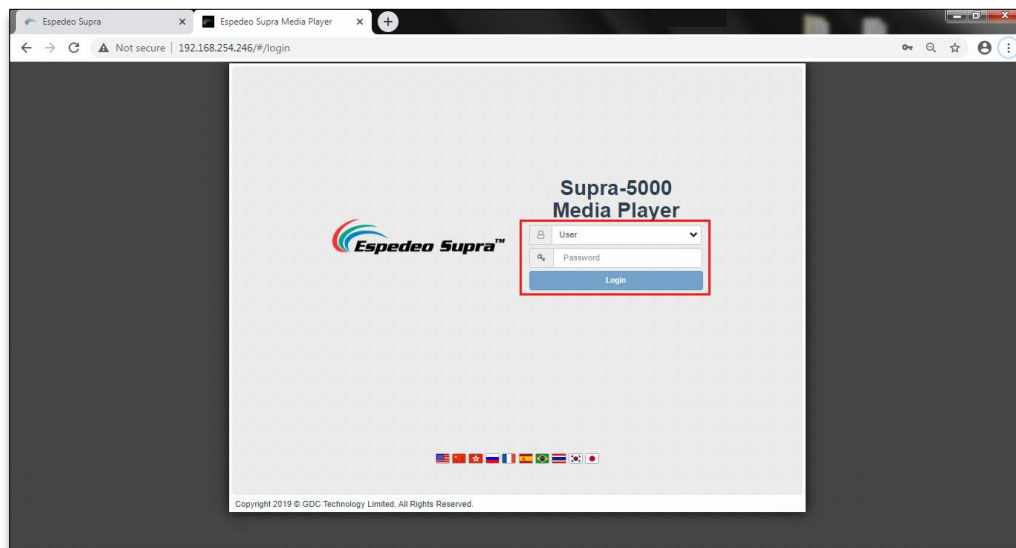 Espedeo Supra
Espedeo Supra Media Player
Not secure | 192.168.254.246/#/login
Supra-5000
Media Player
Espedeo Supra™
User
Password
Login
Copyright 2019 © GDC Technology Limited. All Rights Reserved.